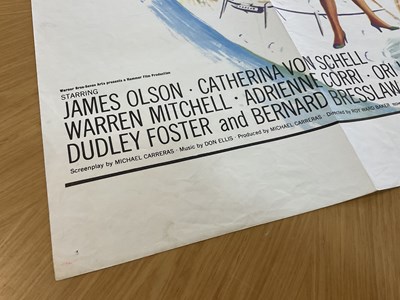 Warner Bros-Seven Arts presents a Hammer Film Production
STARRING
JAMES OLSON · CATHERINA VON SCHELL
WARREN MITCHELL · ADRIENNE CORRI · ORI
DUDLEY FOSTER and BERNARD BRESSLAW
Screenplay by MICHAEL CARRERAS · Music by DON ELLIS · Produced by MICHAEL CARRERAS · Directed by ROY WARD BAKER